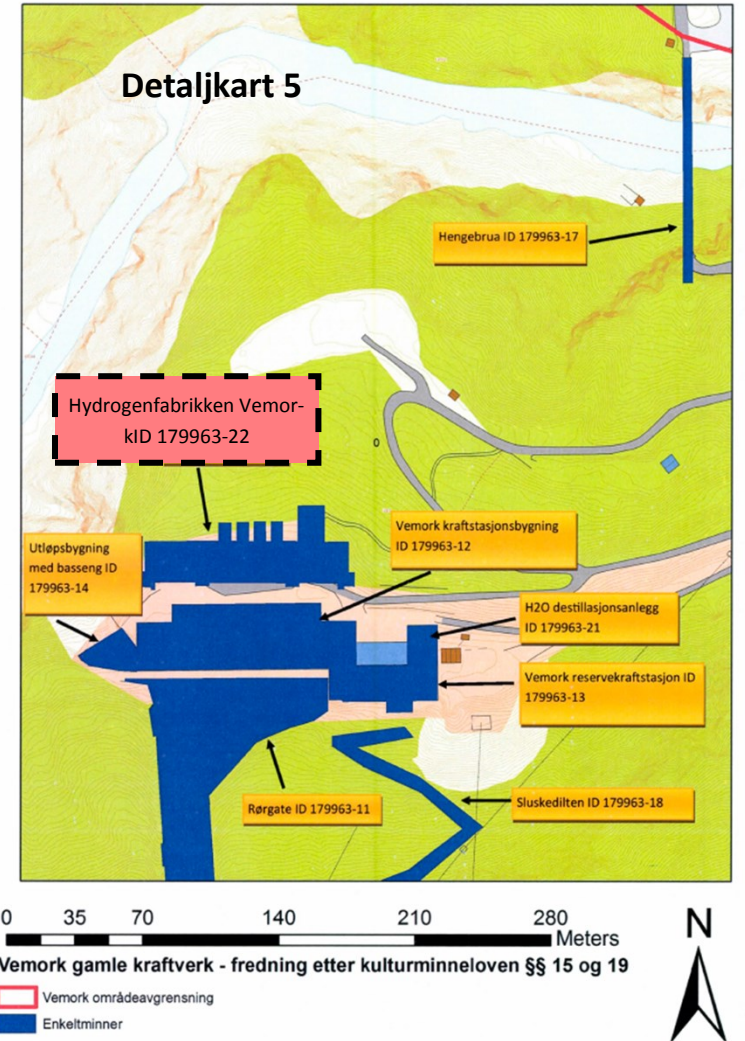 Detaljkart 5
Hengebrua ID 179963-17
Hydrogenfabrikken Vemor-
kID 179963-22
Vemork kraftstasjonsbygning
ID 179963-12
Utløpsbygning
med basseng ID
179963-14
H2O destillasjonsanlegg
ID 179963-21
Vemork reservekraftstasjon ID
179963-13
Rørgate ID 179963-11
Sluskedilten ID 179963-18
0 35 70 140 210 280
Meters
N
Vemork gamle kraftverk - fredning etter kulturminneloven §§ 15 og 19
Vemork områdeavgrensning
Enkeltminner